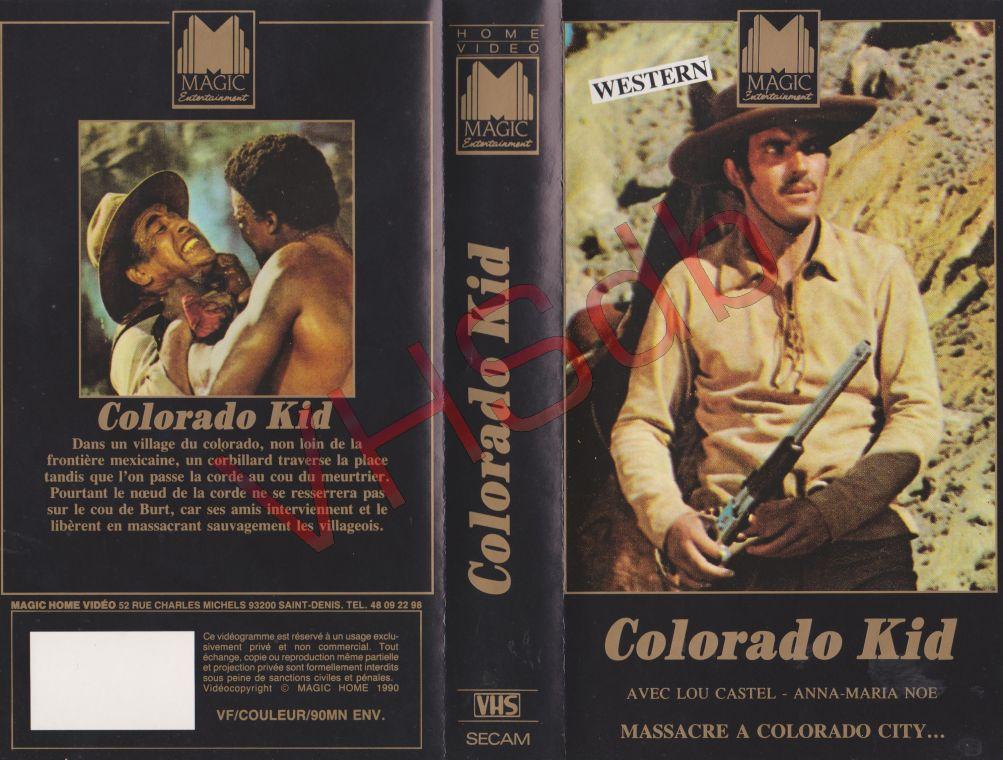 MAGIC
Entertainment
Colorado Kid
Dans un village du colorado, non loin de la
frontière mexicaine, un corbillard traverse la place
tandis que l'on passe la corde au cou du meurtrier.
Pourtant le nœud de la corde ne se resserrera pas
sur le cou de Burt, car ses amis interviennent et le
libèrent en massacrant sauvagement les villageois.
MAGIC HOME VIDÉO 52 RUE CHARLES MICHELS 93200 SAINT-DENIS. TEL. 48 09 22 96
Ce vidéogramme est réservé à un usage exclu-
sivement privé et non commercial. Tout
échange, copie ou reproduction même partielle
et projection privée sont formellement interdits
sous peine de sanctions civiles et pénales.
Vidéocopyright © MAGIC HOME 1990
VF/COULEUR/90MN ENV.
HOME
VIDEO
MAGIC
Entertainment
Colorado Kid
VHS
SECAM
WESTERN
MAGIC
Entertainment
Colorado Kid
AVEC LOU CASTEL - ANNA-MARIA NOE
MASSACRE A COLORADO CITY...
VHSdb